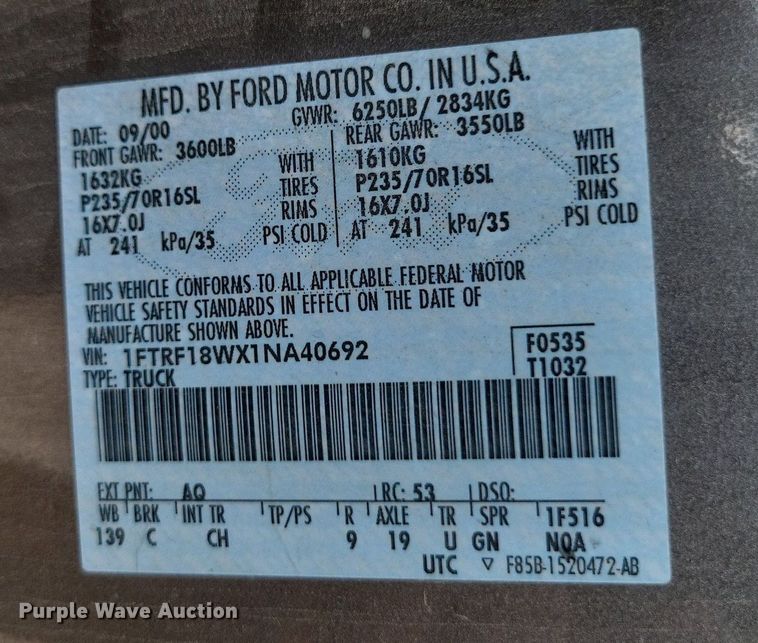 MFD. BY FORD MOTOR CO. IN U.S.A.
DATE: 09/00 GVWR: 6250LB/ 2834KG
FRONT GAWR: 3600LB REAR GAWR: 3550LB
1632KG WITH 1610KG WITH
P235/70R16SL TIRES P235/70R16SL TIRES
16X7.0J RIMS 16X7.0J RIMS
AT 241 kPa/35 PSI COLD AT 241 kPa/35 PSI COLD
THIS VEHICLE CONFORMS TO ALL APPLICABLE FEDERAL MOTOR
VEHICLE SAFETY STANDARDS IN EFFECT ON THE DATE OF
MANUFACTURE SHOWN ABOVE.
VIN: 1FTRF18WX1NA40692 F0535
TYPE: TRUCK T1032
EXT PNT: AQ RC: 53 DSO:
WB BRK INT TR TP/PS R AXLE TR SPR 1F516
139 C CH 9 19 U GN NQA
UTC ▽ F85B-1520472-AB
Purple Wave Auction